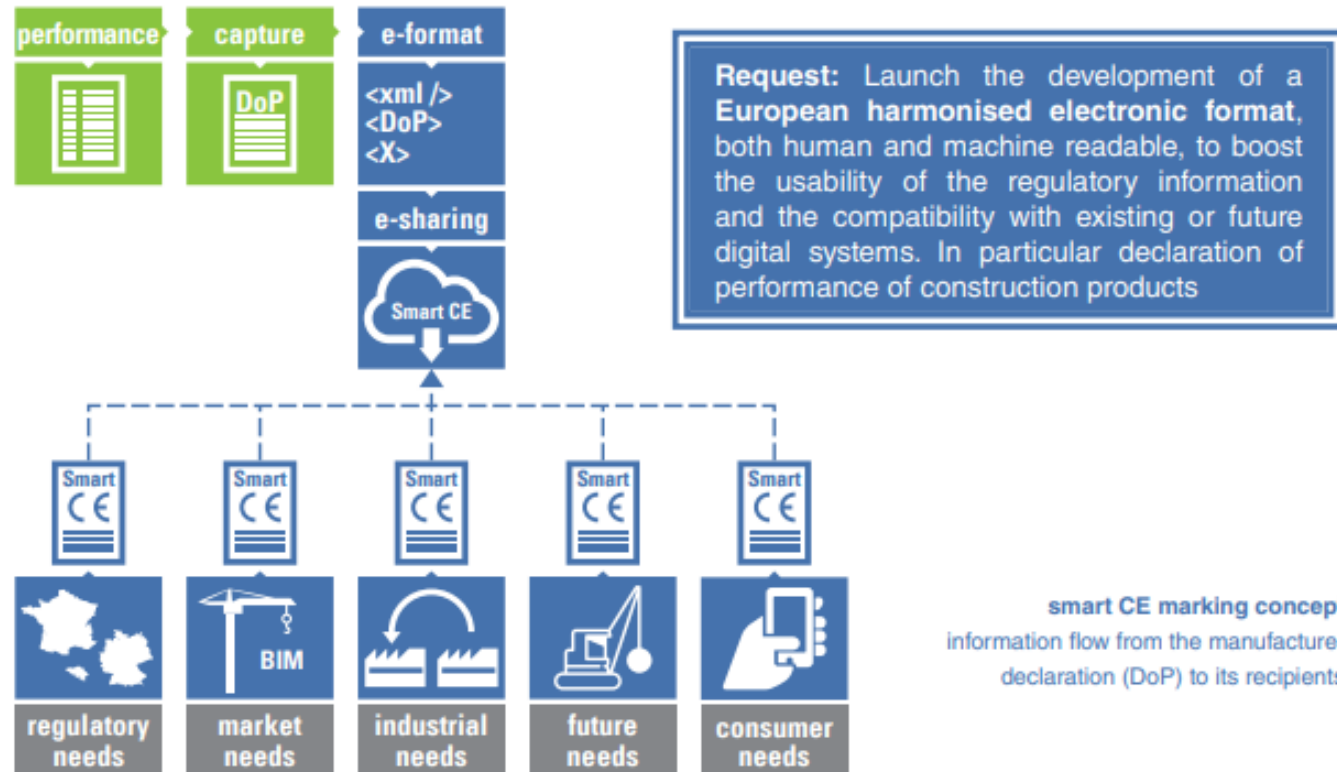 performance
capture
e-format
DoP
<xml />
<DoP>
<X>
e-sharing
Smart CE
Request: Launch the development of a
European harmonised electronic format,
both human and machine readable, to boost
the usability of the regulatory information
and the compatibility with existing or future
digital systems. In particular declaration of
performance of construction products
Smart
CE
Smart
CE
Smart
CE
Smart
CE
Smart
CE
BIM
regulatory
needs
market
needs
industrial
needs
future
needs
consumer
needs
smart CE marking concep
information flow from the manufacture
declaration (DoP) to its recipients